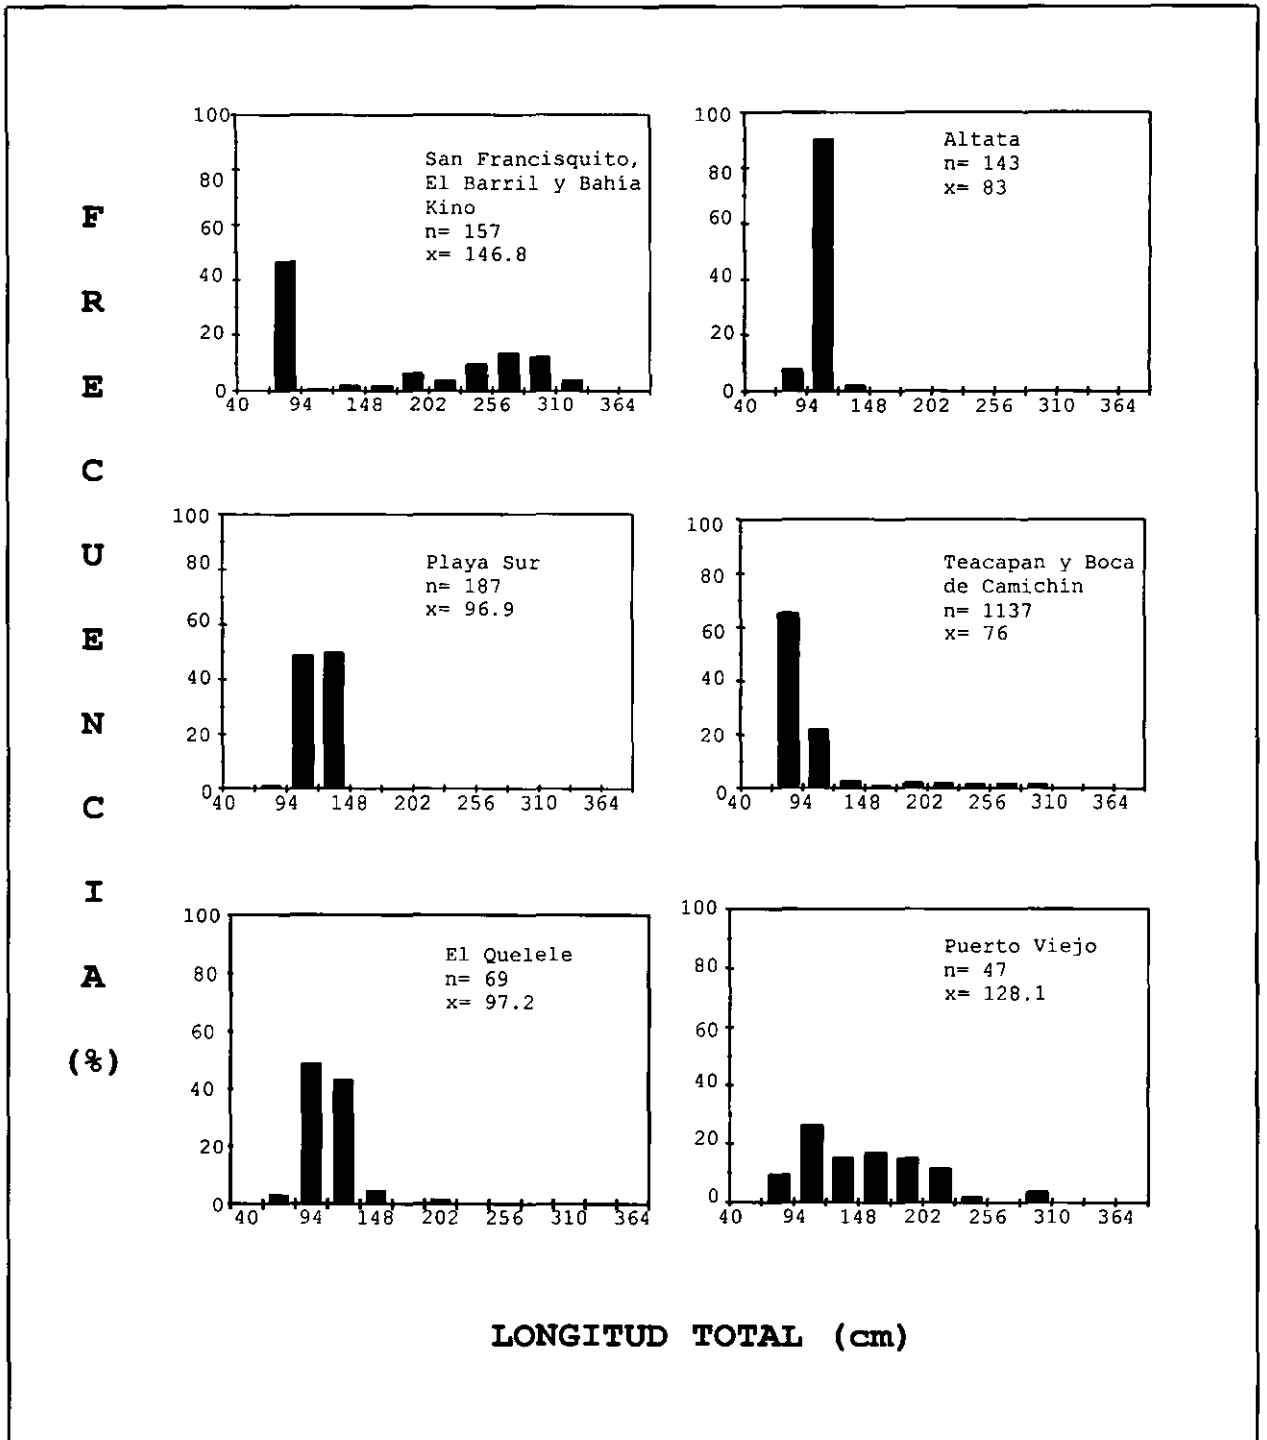 FRECUENCIA
(%)
100
80
60
40
20
0
San Francisquito,
El Barril y Bahía
Kino
n= 157
x= 146.8
40 94 148 202 256 310 364
100
80
60
40
20
0
Altata
n= 143
x= 83
40 94 148 202 256 310 364
100
80
60
40
20
0
Playa Sur
n= 187
x= 96.9
40 94 148 202 256 310 364
100
80
60
40
20
0
Teacapan y Boca
de Camichin
n= 1137
x= 76
40 94 148 202 256 310 364
100
80
60
40
20
0
El Quelele
n= 69
x= 97.2
40 94 148 202 256 310 364
100
80
60
40
20
0
Puerto Viejo
n= 47
x= 128.1
40 94 148 202 256 310 364
LONGITUD TOTAL (cm)